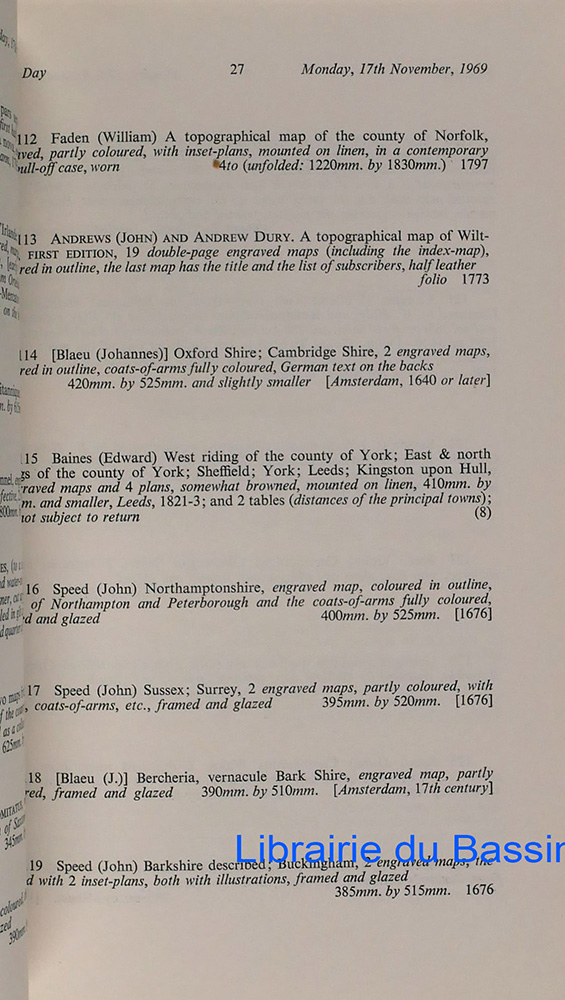 Day 27 Monday, 17th November, 1969
112 Faden (William) A topographical map of the county of Norfolk,
partly coloured, with inset-plans, mounted on linen, in a contemporary
pull-off case, worn 4to (unfolded: 1220mm. by 1830mm.) 1797
113 ANDREWS (JOHN) AND ANDREW DURY. A topographical map of Wilt-
FIRST EDITION, 19 double-page engraved maps (including the index-map),
red in outline, the last map has the title and the list of subscribers, half leather
folio 1773
114 [Blaeu (Johannes)] Oxford Shire; Cambridge Shire, 2 engraved maps,
red in outline, coats-of-arms fully coloured, German text on the backs
420mm. by 525mm. and slightly smaller [Amsterdam, 1640 or later]
15 Baines (Edward) West riding of the county of York; East & north
gs of the county of York; Sheffield; York; Leeds; Kingston upon Hull,
raved maps and 4 plans, somewhat browned, mounted on linen, 410mm. by
m. and smaller, Leeds, 1821-3; and 2 tables (distances of the principal towns);
not subject to return (8)
16 Speed (John) Northamptonshire, engraved map, coloured in outline,
of Northampton and Peterborough and the coats-of-arms fully coloured,
d and glazed 400mm. by 525mm. [1676]
17 Speed (John) Sussex; Surrey, 2 engraved maps, partly coloured, with
, coats-of-arms, etc., framed and glazed 395mm. by 520mm. [1676]
18 [Blaeu (J.)] Bercheria, vernacule Bark Shire, engraved map, partly
red, framed and glazed 390mm. by 510mm. [Amsterdam, 17th century]
Librairie du Bassin
19 Speed (John) Barkshire described; Buckingham, 2 engraved maps, the
d with 2 inset-plans, both with illustrations, framed and glazed
385mm. by 515mm. 1676